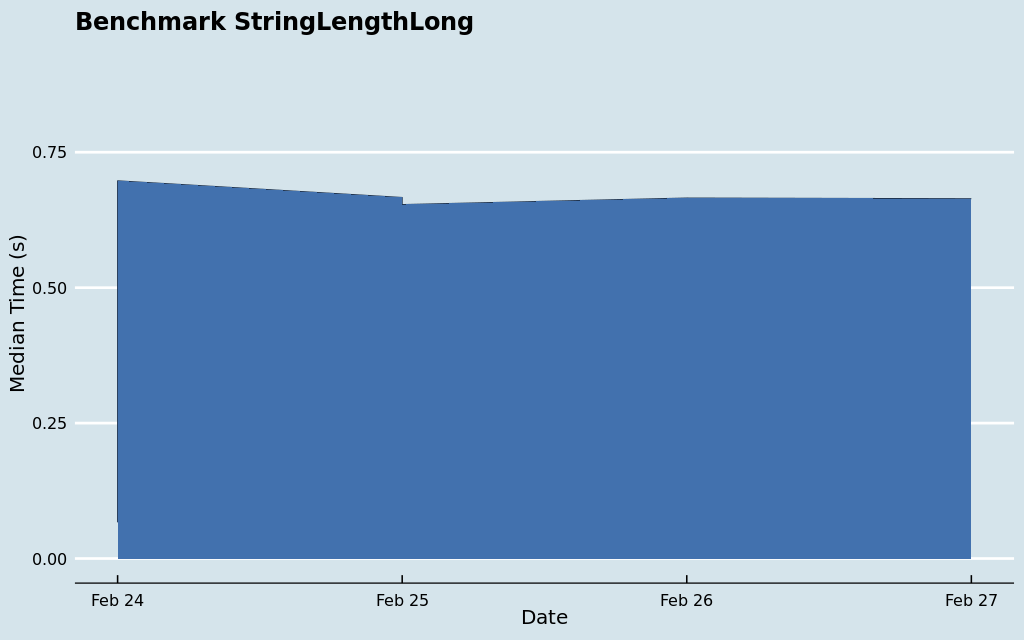 Benchmark StringLengthLong
Median Time (s)
0.75
0.50
0.25
0.00
Feb 24 Feb 25 Feb 26 Feb 27
Date